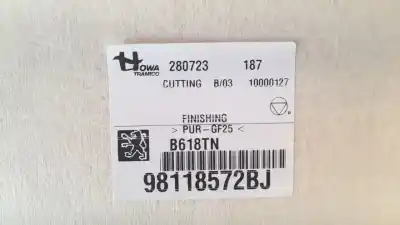 HOWA
TRAMICO
280723 187
CUTTING B/03 10000127
FINISHING
> PUR-GF25 <
B618TN
98118572BJ